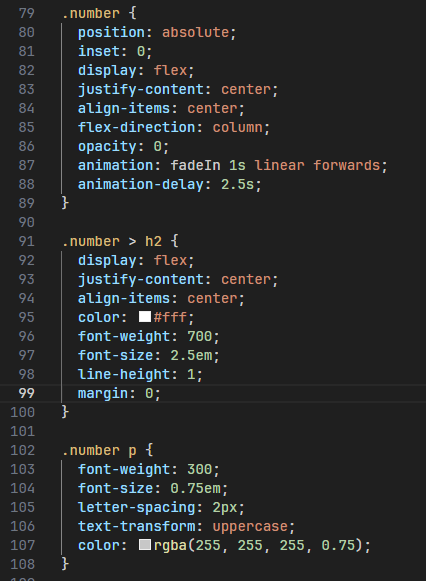 79 .number {
80 position: absolute;
81 inset: 0;
82 display: flex;
83 justify-content: center;
84 align-items: center;
85 flex-direction: column;
86 opacity: 0;
87 animation: fadeIn 1s linear forwards;
88 animation-delay: 2.5s;
89 }
90
91 .number > h2 {
92 display: flex;
93 justify-content: center;
94 align-items: center;
95 color: #fff;
96 font-weight: 700;
97 font-size: 2.5em;
98 line-height: 1;
99 margin: 0;
100 }
101
102 .number p {
103 font-weight: 300;
104 font-size: 0.75em;
105 letter-spacing: 2px;
106 text-transform: uppercase;
107 color: rgba(255, 255, 255, 0.75);
108 }